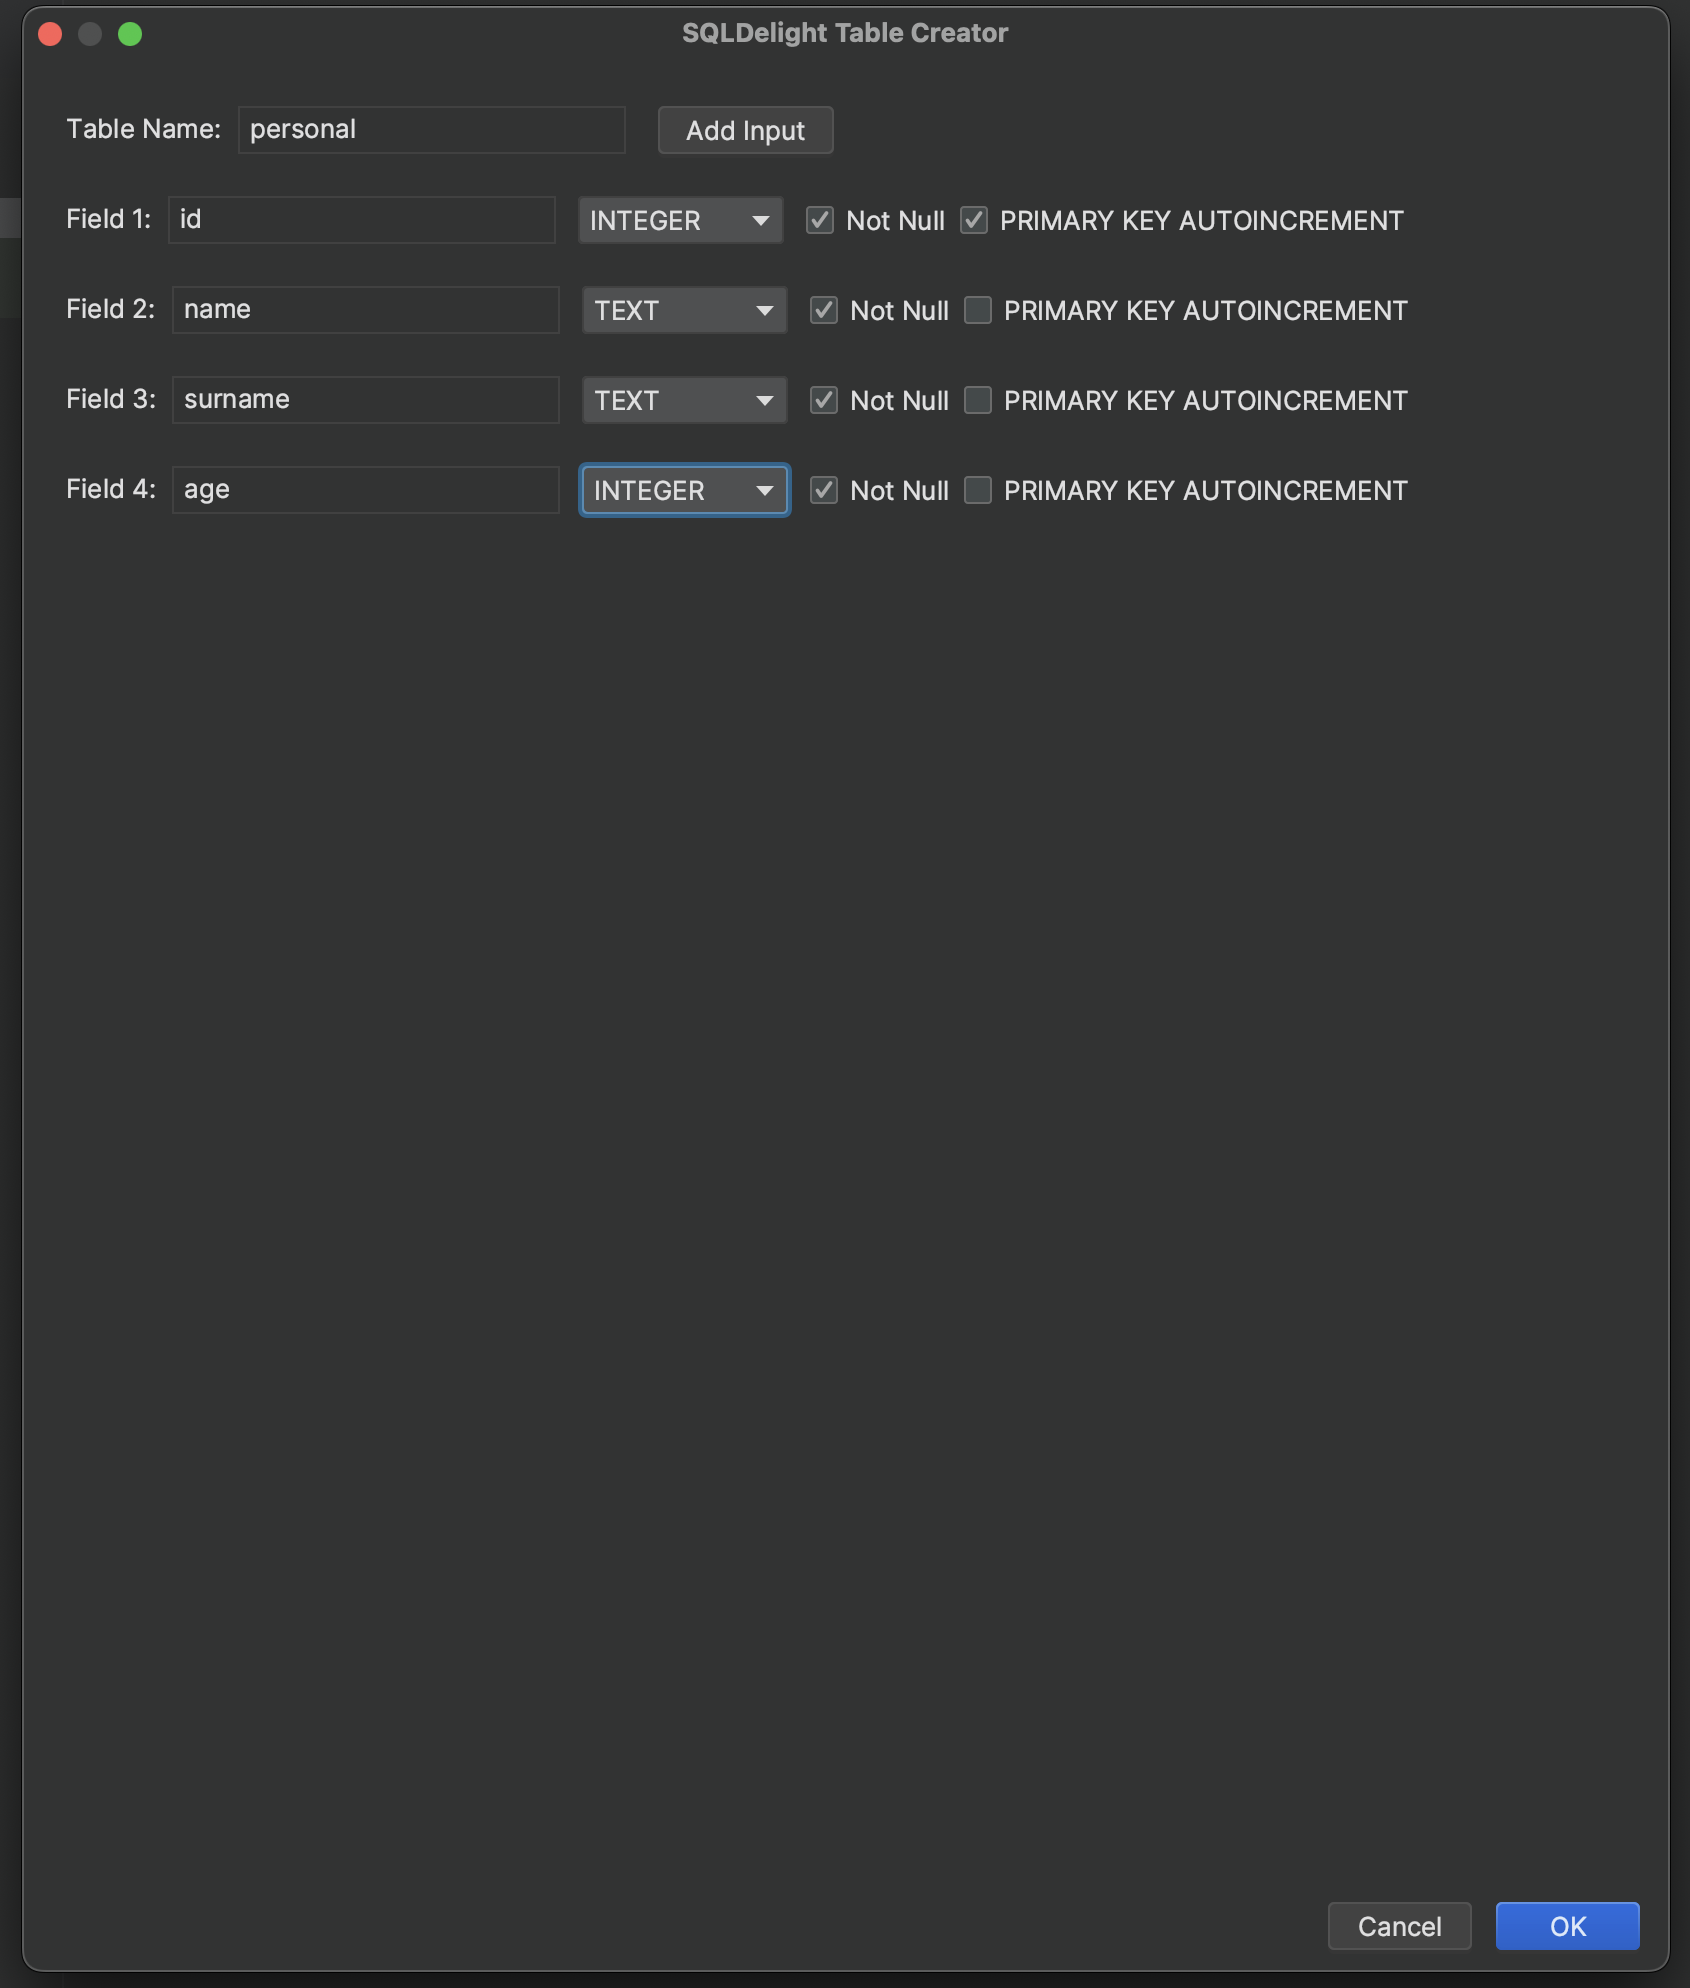 SQLDelight Table Creator
Table Name: personal Add Input
Field 1: id INTEGER Not Null PRIMARY KEY AUTOINCREMENT
Field 2: name TEXT Not Null PRIMARY KEY AUTOINCREMENT
Field 3: surname TEXT Not Null PRIMARY KEY AUTOINCREMENT
Field 4: age INTEGER Not Null PRIMARY KEY AUTOINCREMENT
Cancel OK